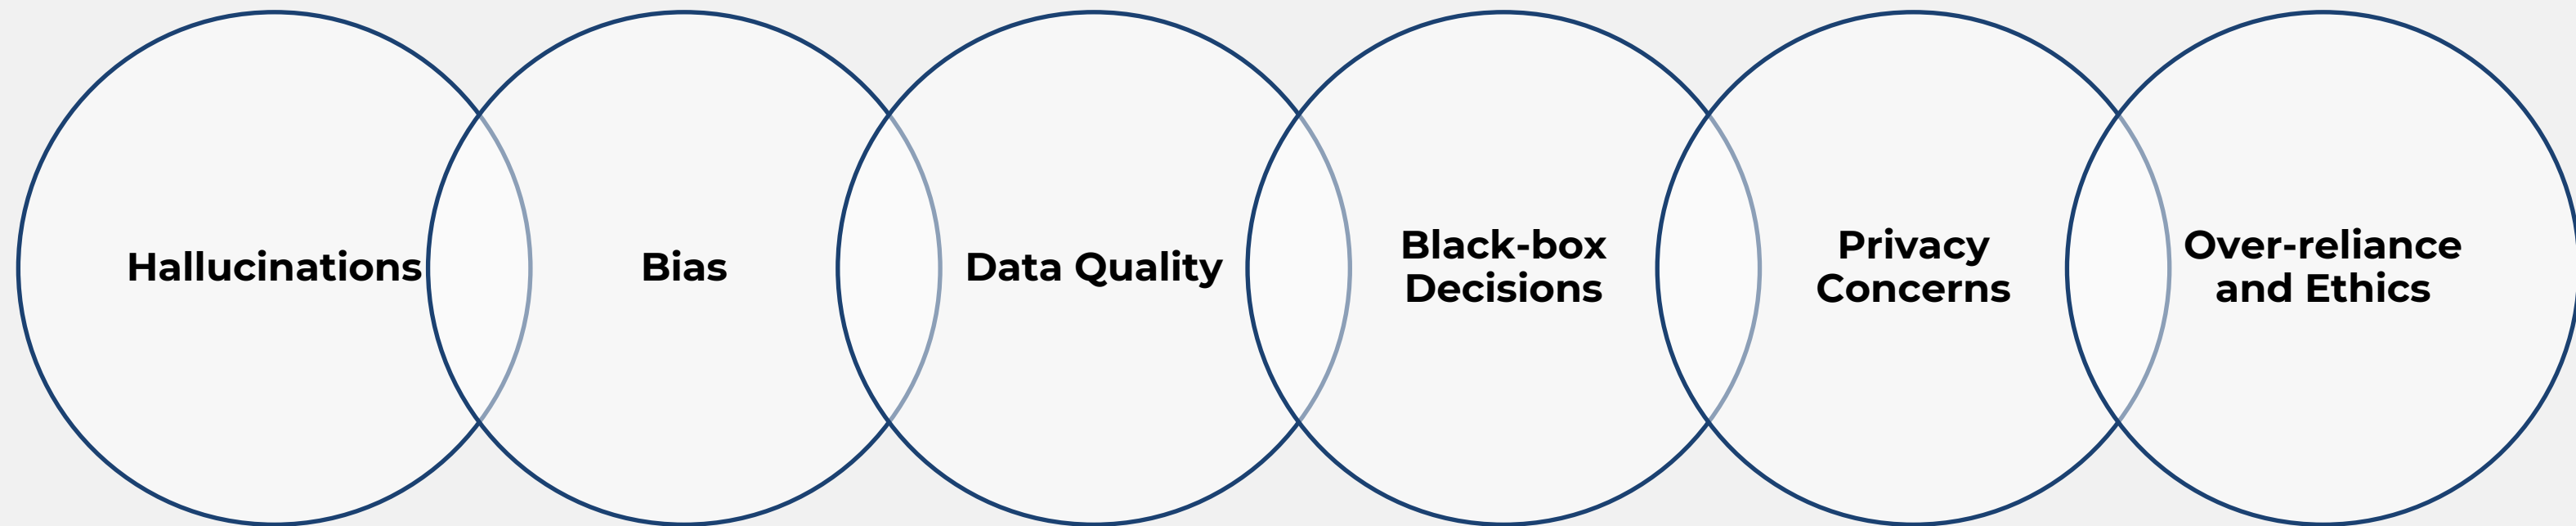 Hallucinations
Bias
Data Quality
Black-box
Decisions
Privacy
Concerns
Over-reliance
and Ethics